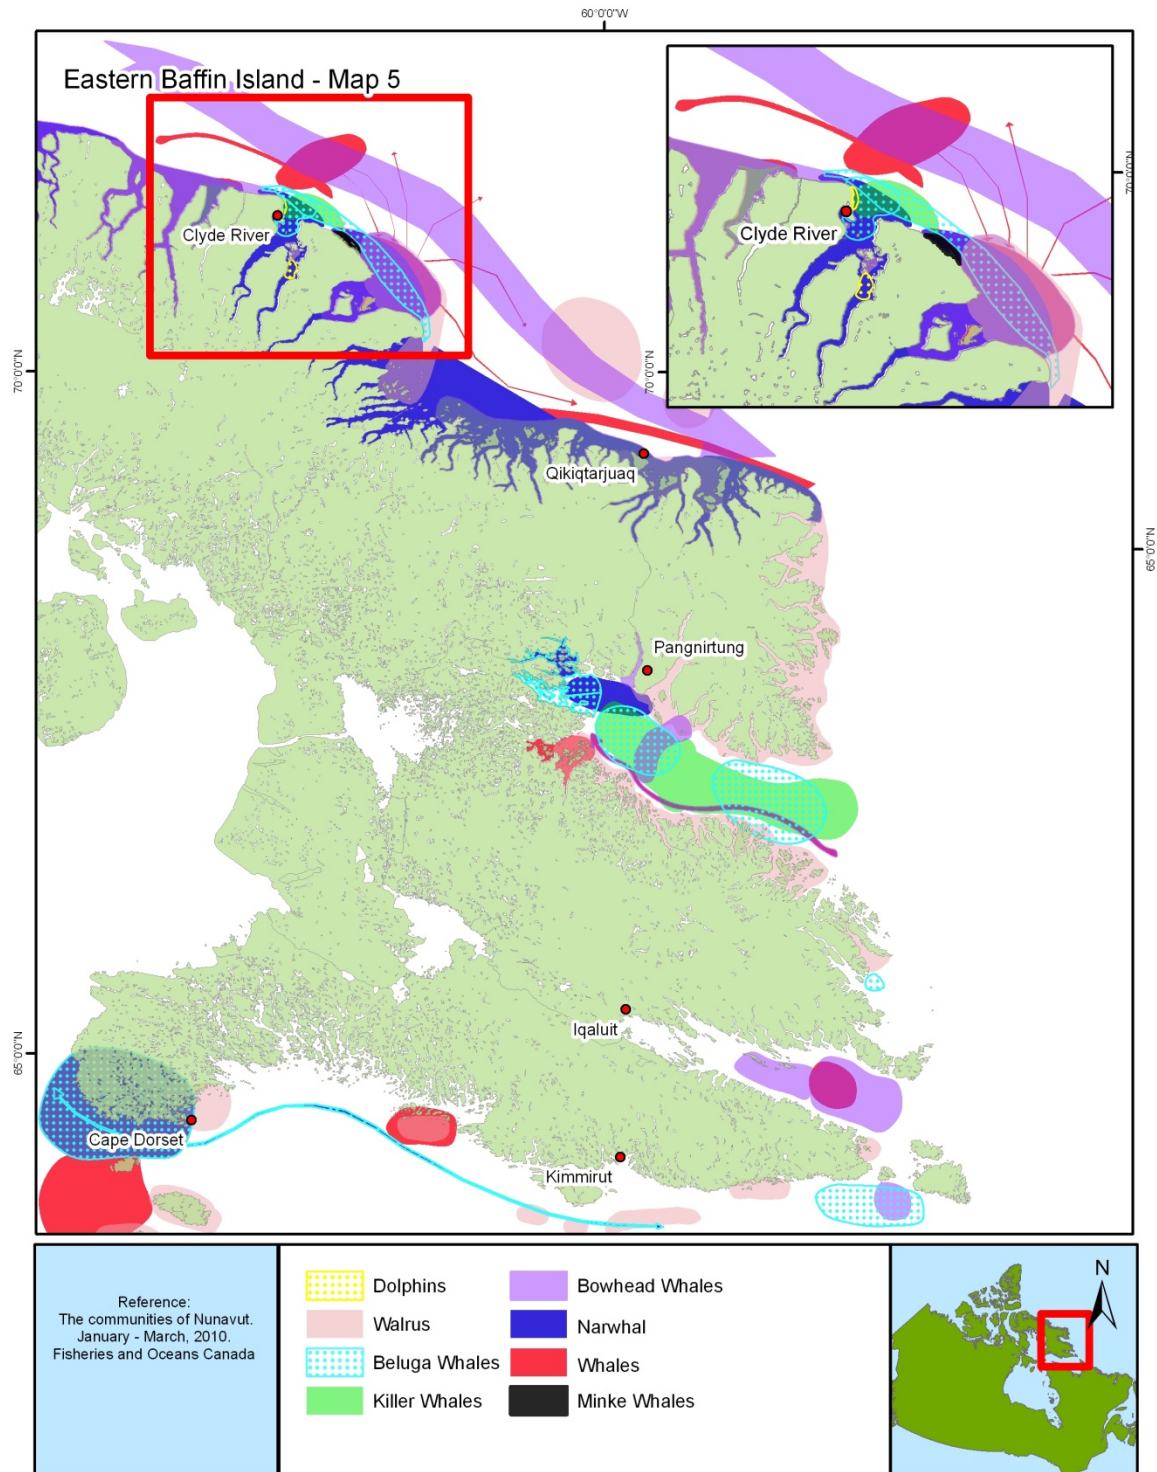 60°0'0"W
Eastern Baffin Island - Map 5
70°0'0"N
Clyde River
Clyde River
70°0'0"N
70°0'0"N
Qikiqtarjuaq
65°0'0"N
Pangnirtung
Iqaluit
65°0'0"N
Cape Dorset
Kimmirut
Reference:
The communities of Nunavut.
January - March, 2010.
Fisheries and Oceans Canada
Dolphins
Walrus
Beluga Whales
Killer Whales
Bowhead Whales
Narwhal
Whales
Minke Whales
N